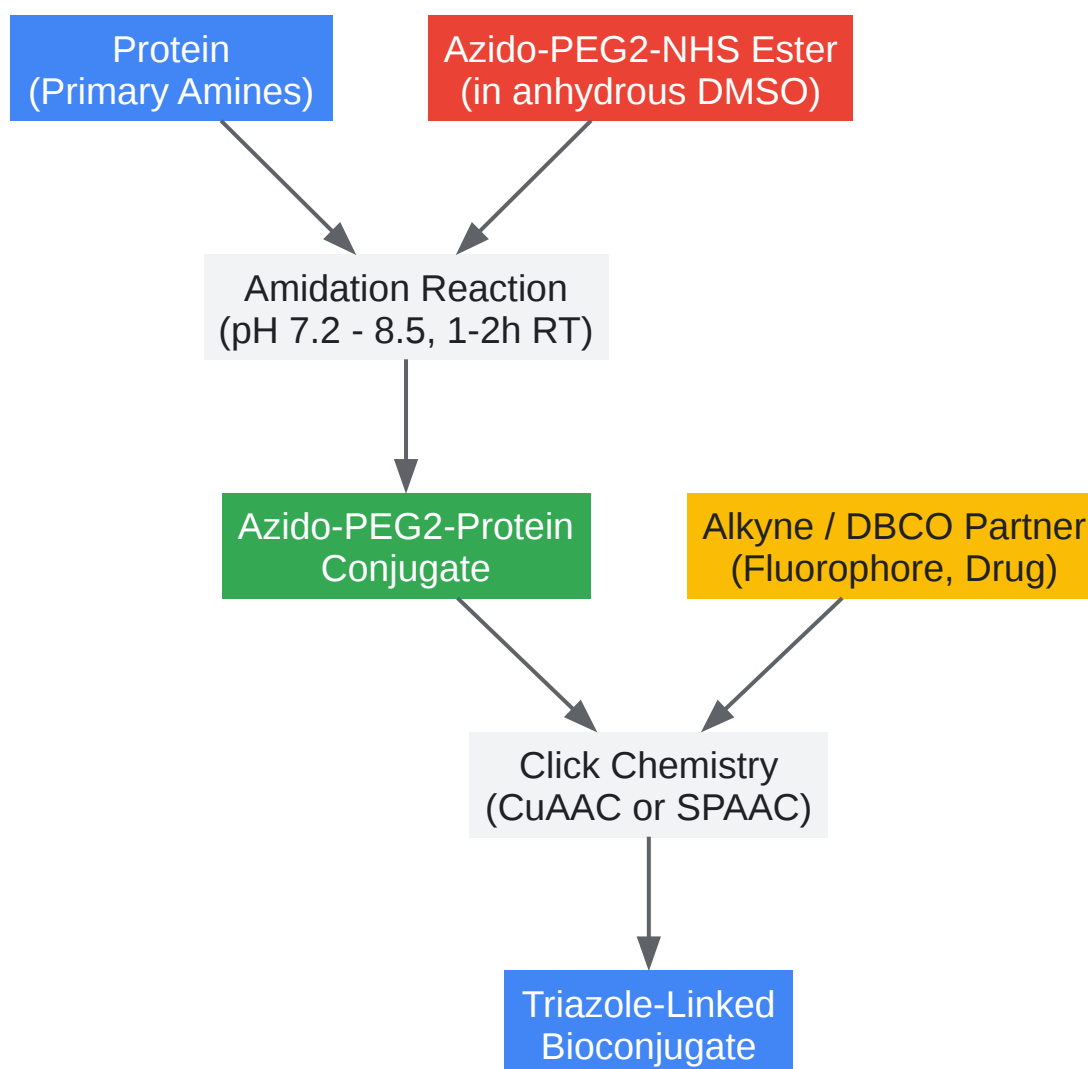 Protein
(Primary Amines)
Azido-PEG2-NHS Ester
(in anhydrous DMSO)
Amidation Reaction
(pH 7.2 - 8.5, 1-2h RT)
Azido-PEG2-Protein
Conjugate
Alkyne / DBCO Partner
(Fluorophore, Drug)
Click Chemistry
(CuAAC or SPAAC)
Triazole-Linked
Bioconjugate